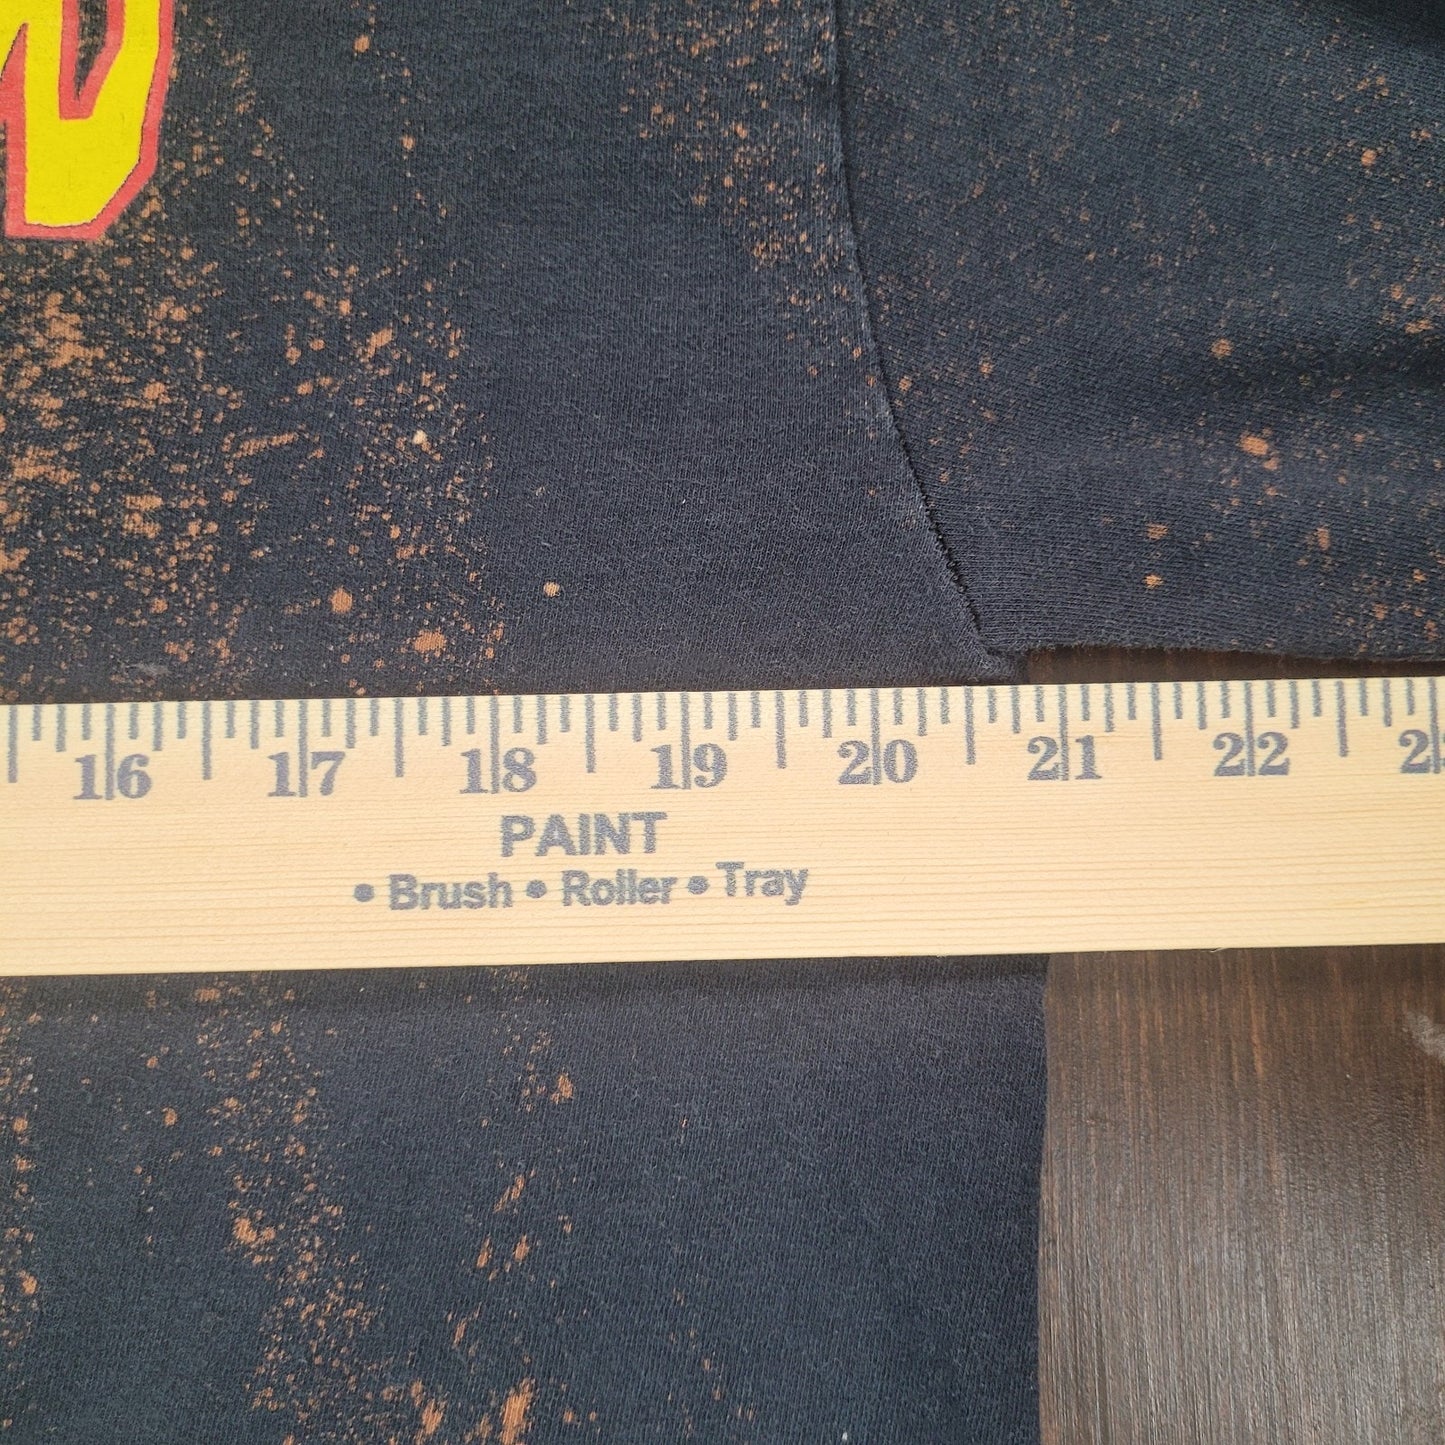 16 17 18 19 20 21 22
PAINT
• Brush • Roller • Tray